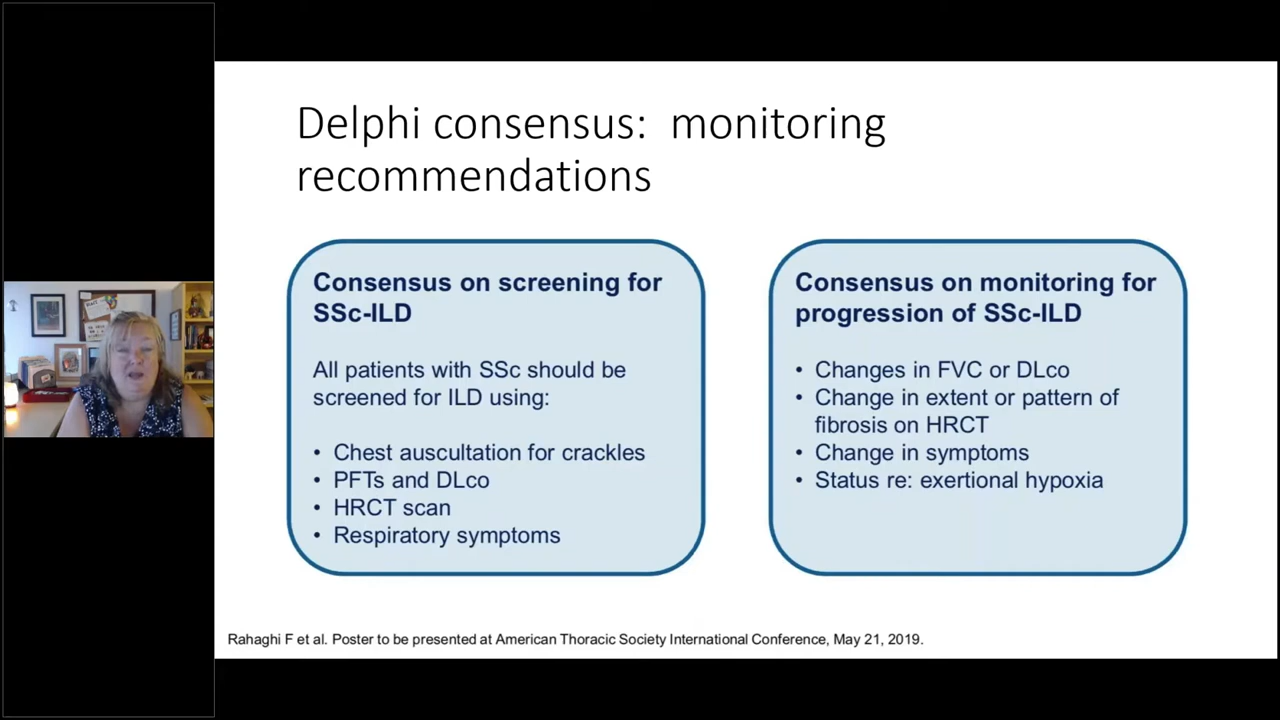 Delphi consensus: monitoring
recommendations
Consensus on screening for
SSc-ILD
All patients with SSc should be
screened for ILD using:
• Chest auscultation for crackles
• PFTs and DLco
• HRCT scan
• Respiratory symptoms
Consensus on monitoring for
progression of SSc-ILD
• Changes in FVC or DLco
• Change in extent or pattern of
fibrosis on HRCT
• Change in symptoms
• Status re: exertional hypoxia
Rahaghi F et al. Poster to be presented at American Thoracic Society International Conference, May 21, 2019.